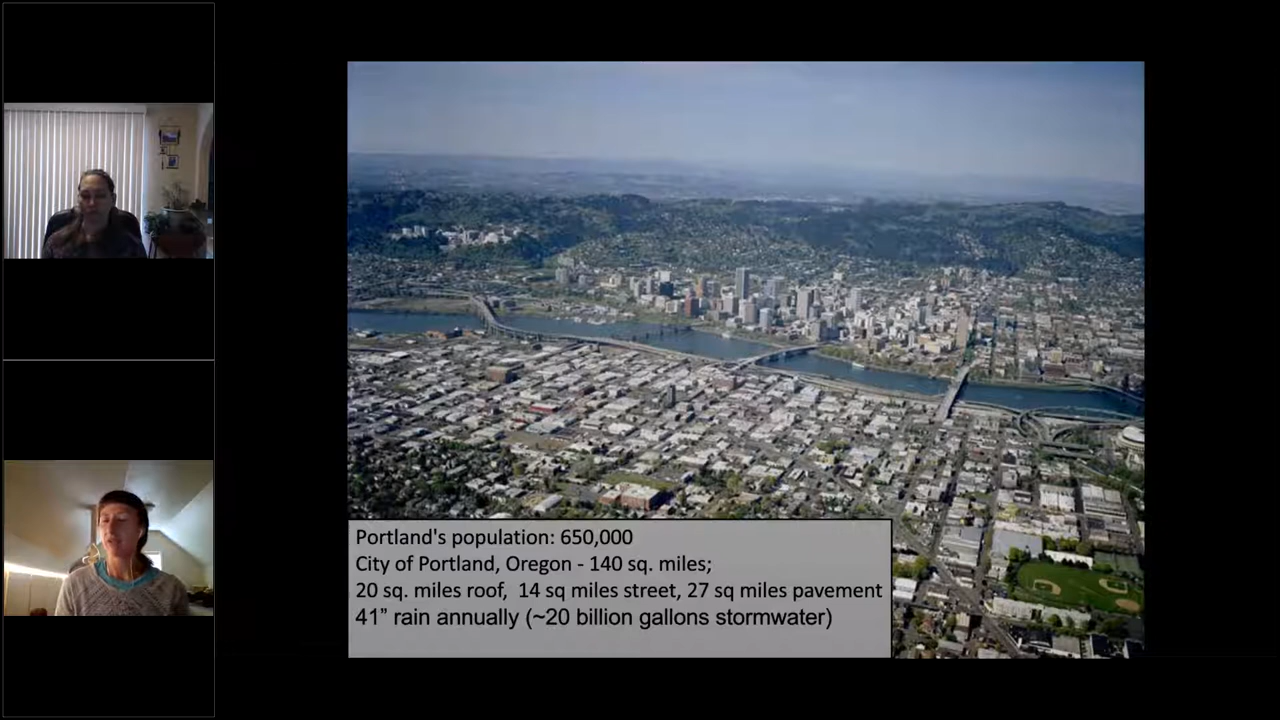 Portland's population: 650,000
City of Portland, Oregon - 140 sq. miles;
20 sq. miles roof,  14 sq miles street, 27 sq miles pavement
41” rain annually (~20 billion gallons stormwater)